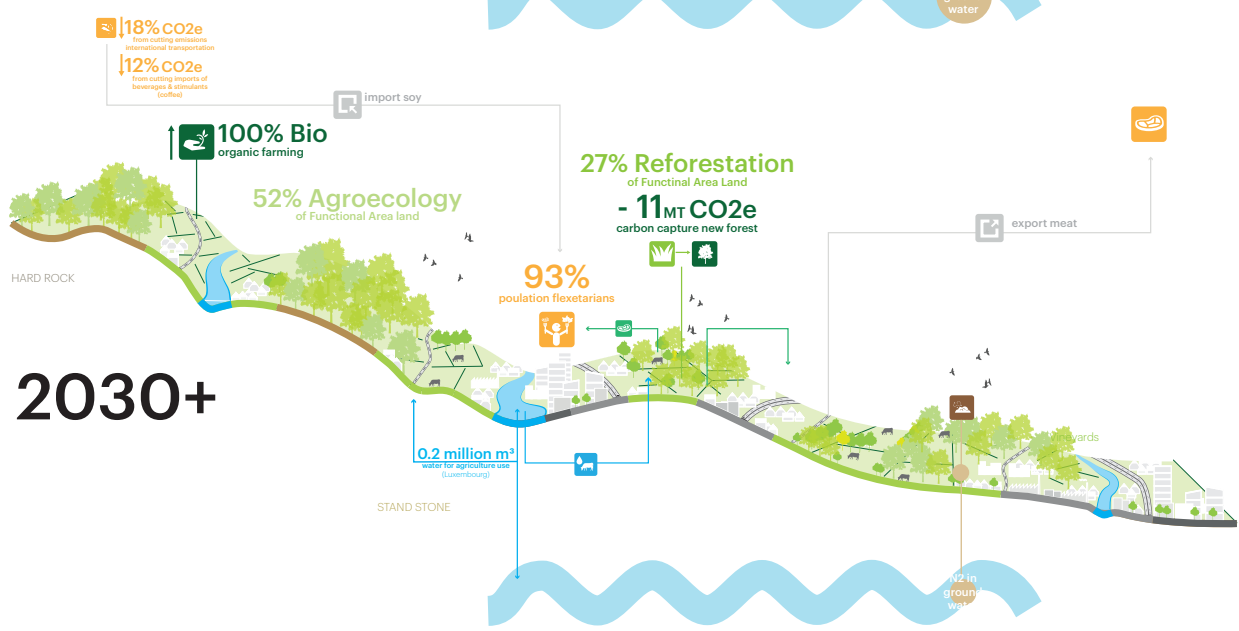 water
18% CO2e
from cutting emissions
international transportation
12% CO2e
from cutting imports of
beverages & stimulants
(coffee)
import soy
100% Bio
organic farming
52% Agroecology
of Functional Area land
27% Reforestation
of Functinal Area Land
- 11MT CO2e
carbon capture new forest
export meat
HARD ROCK
93%
poulation flexetarians
2030+
0.2 million m³
water for agriculture use
(Luxembourg)
STAND STONE
Vineyards
N2 in
ground
water